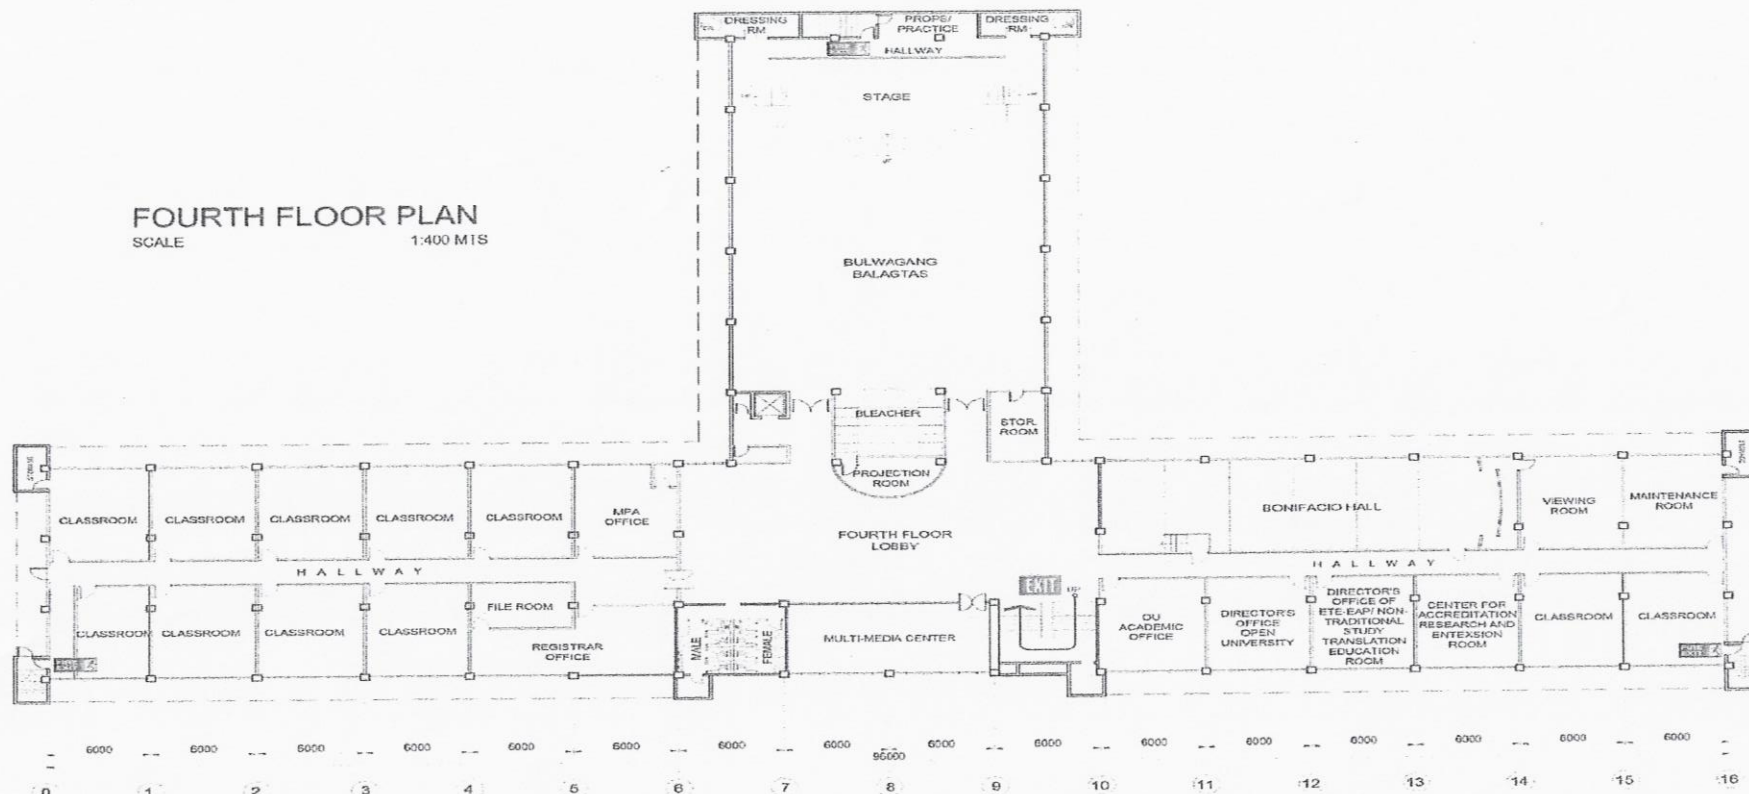 DRESSING RM
PROPS/ PRACTICE
DRESSING RM
HALLWAY
STAGE
FOURTH FLOOR PLAN
SCALE 1:400 MTS
BULWAGANG
BALAGTAS
BLEACHER
STOR.
ROOM
PROJECTION
ROOM
CLASSROOM
CLASSROOM
CLASSROOM
CLASSROOM
CLASSROOM
MPA
OFFICE
FOURTH FLOOR
LOBBY
BONIFACIO HALL
VIEWING
ROOM
MAINTENANCE
ROOM
HALLWAY
HALLWAY
EXIT
UP
CLASSROOM
CLASSROOM
CLASSROOM
CLASSROOM
FILE ROOM
REGISTRAR
OFFICE
MALE
FEMALE
MULTI-MEDIA CENTER
OU
ACADEMIC
OFFICE
DIRECTOR'S
OFFICE
OPEN
UNIVERSITY
DIRECTOR'S
OFFICE OF
ETE-EAP/ NON-
TRADITIONAL
STUDY
TRANSLATION
EDUCATION
ROOM
CENTER FOR
ACCREDITATION
RESEARCH AND
ENTEXSION
ROOM
CLASSROOM
CLASSROOM
6000 6000 6000 6000 6000 6000 6000 6000 6000 6000 6000 6000 6000 6000 6000 6000
96000
0 1 2 3 4 5 6 7 8 9 10 11 12 13 14 15 16